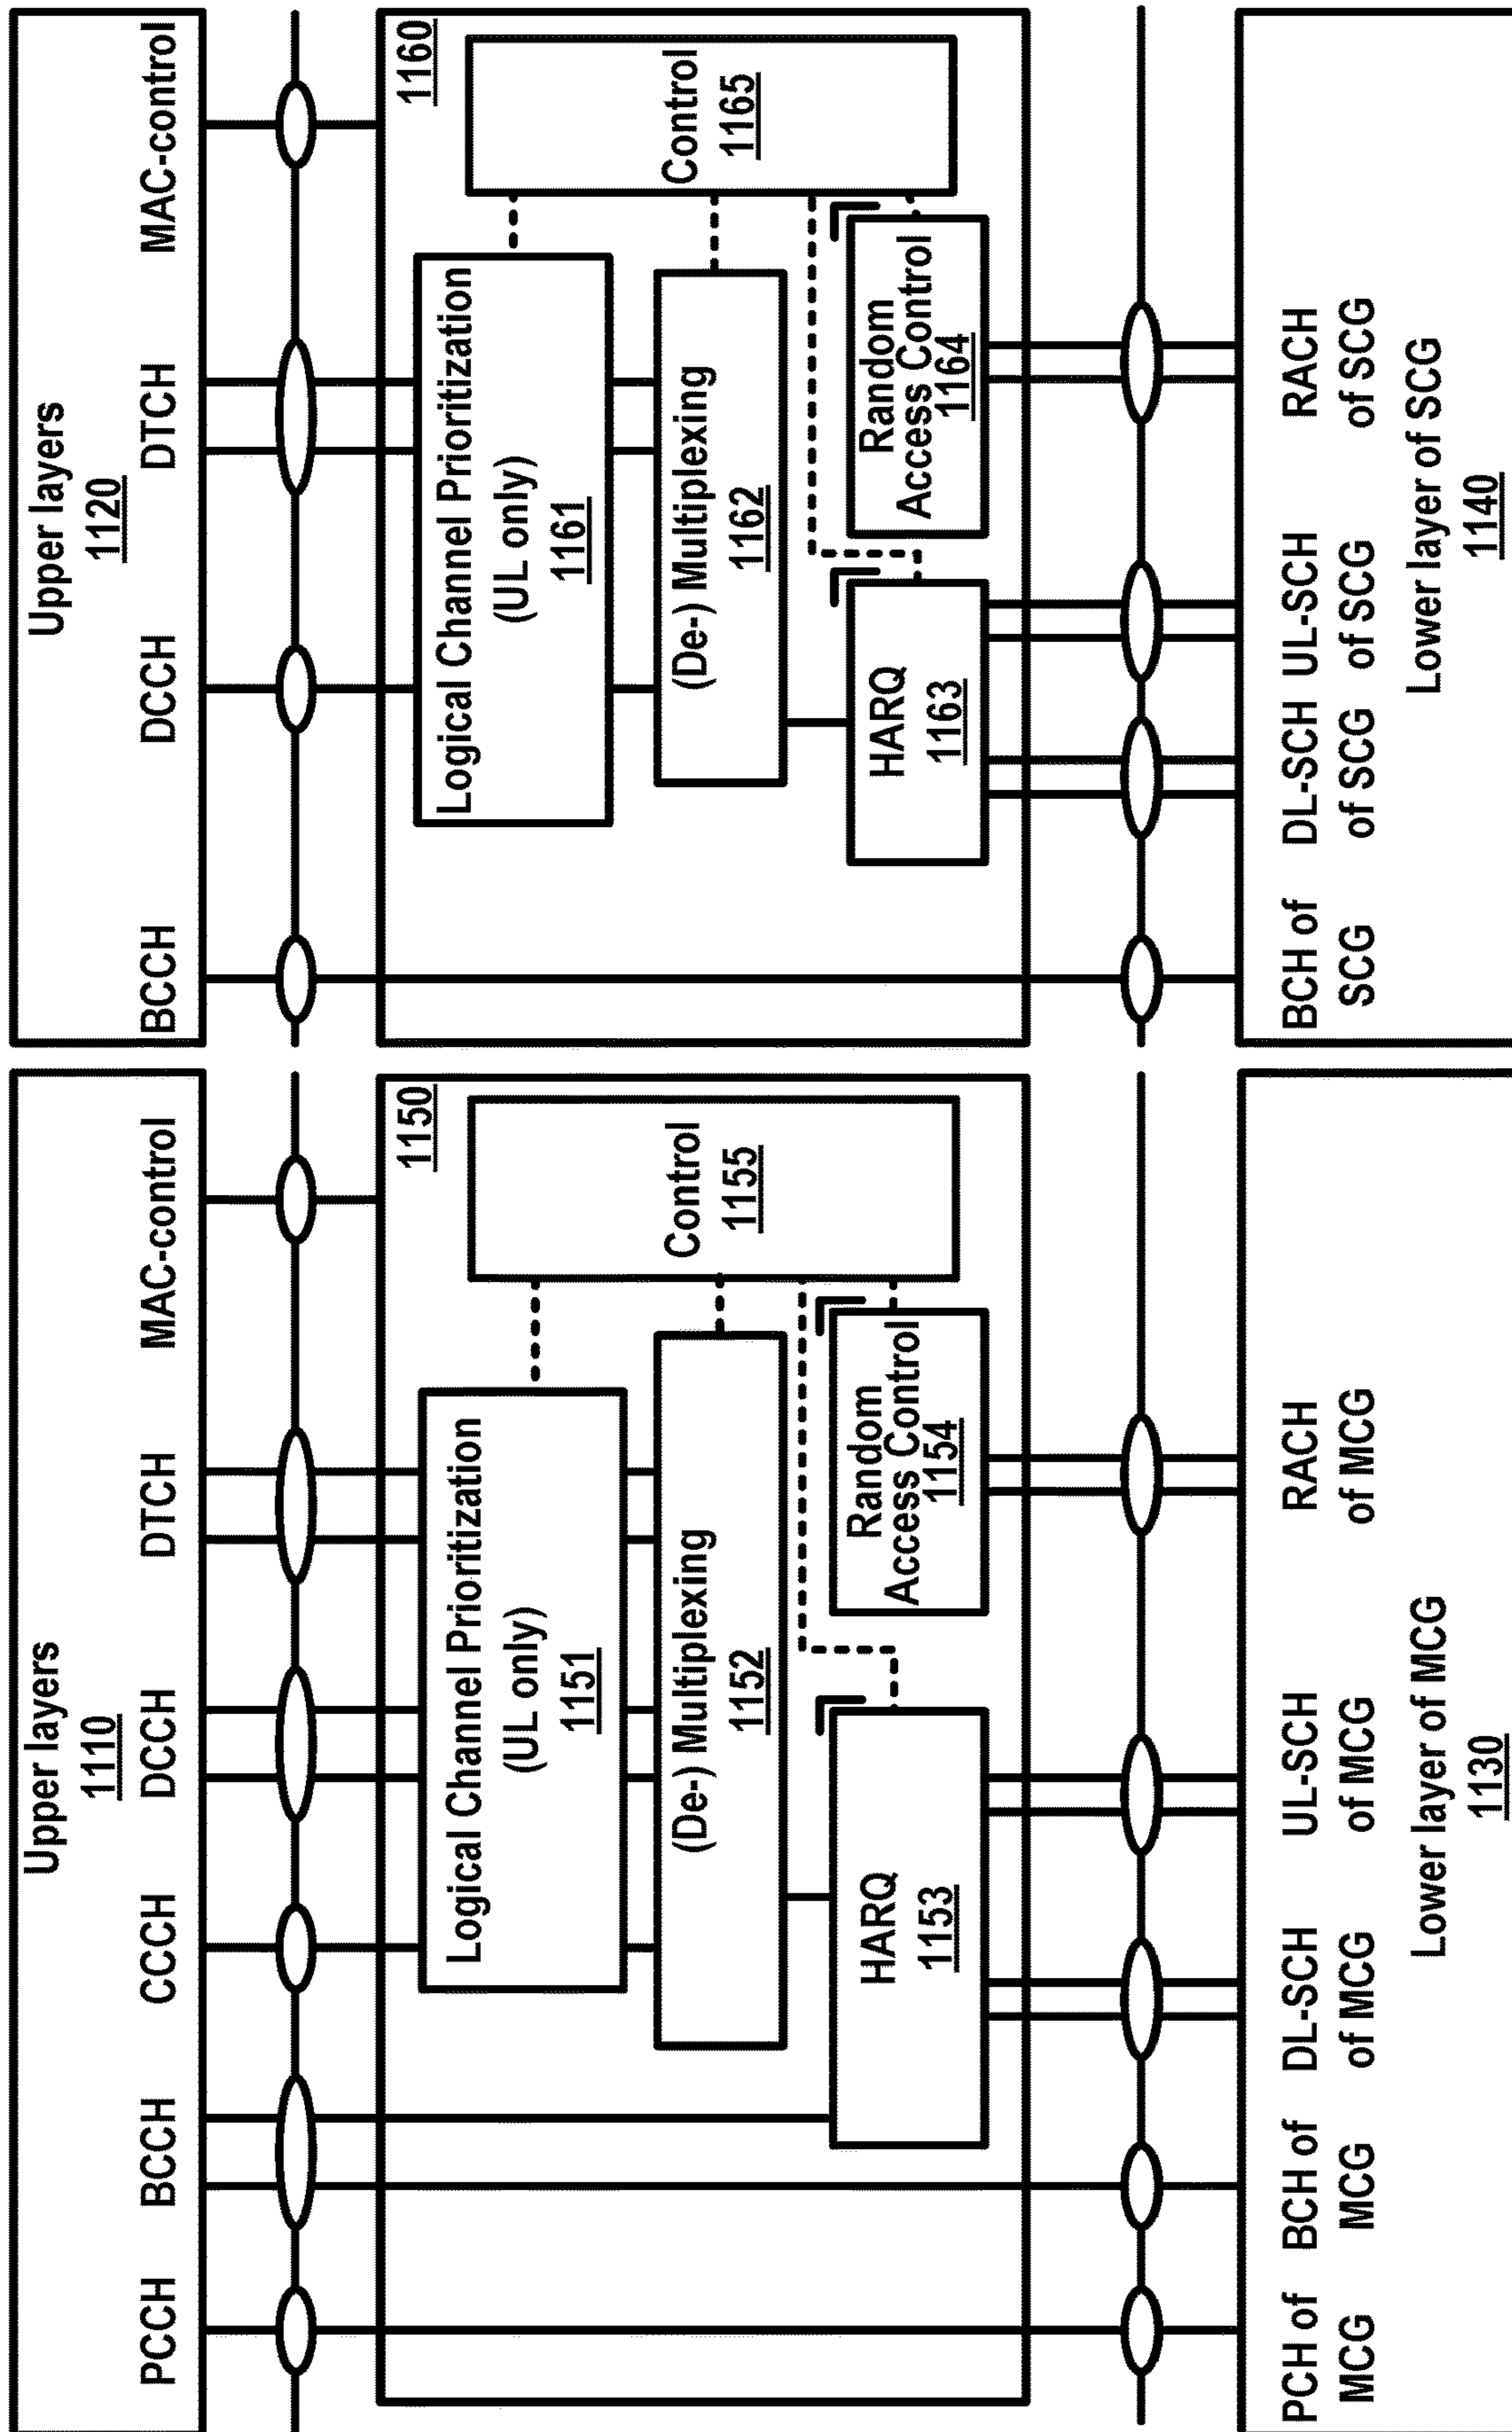 Upper layers
1110
PCCH
BCCH
CCCH
DCCH
DTCH
MAC-control
1150
Logical Channel Prioritization
(UL only)
1151
Control
1155
(De-) Multiplexing
1152
HARQ
1153
Random
Access Control
1154
PCH of
MCG
BCH of
MCG
DL-SCH
of MCG
UL-SCH
of MCG
RACH
of MCG
Lower layer of MCG
1130
Upper layers
1120
BCCH
DCCH
DTCH
MAC-control
1160
Logical Channel Prioritization
(UL only)
1161
Control
1165
(De-) Multiplexing
1162
HARQ
1163
Random
Access Control
1164
BCH of
SCG
DL-SCH
of SCG
UL-SCH
of SCG
RACH
of SCG
Lower layer of SCG
1140